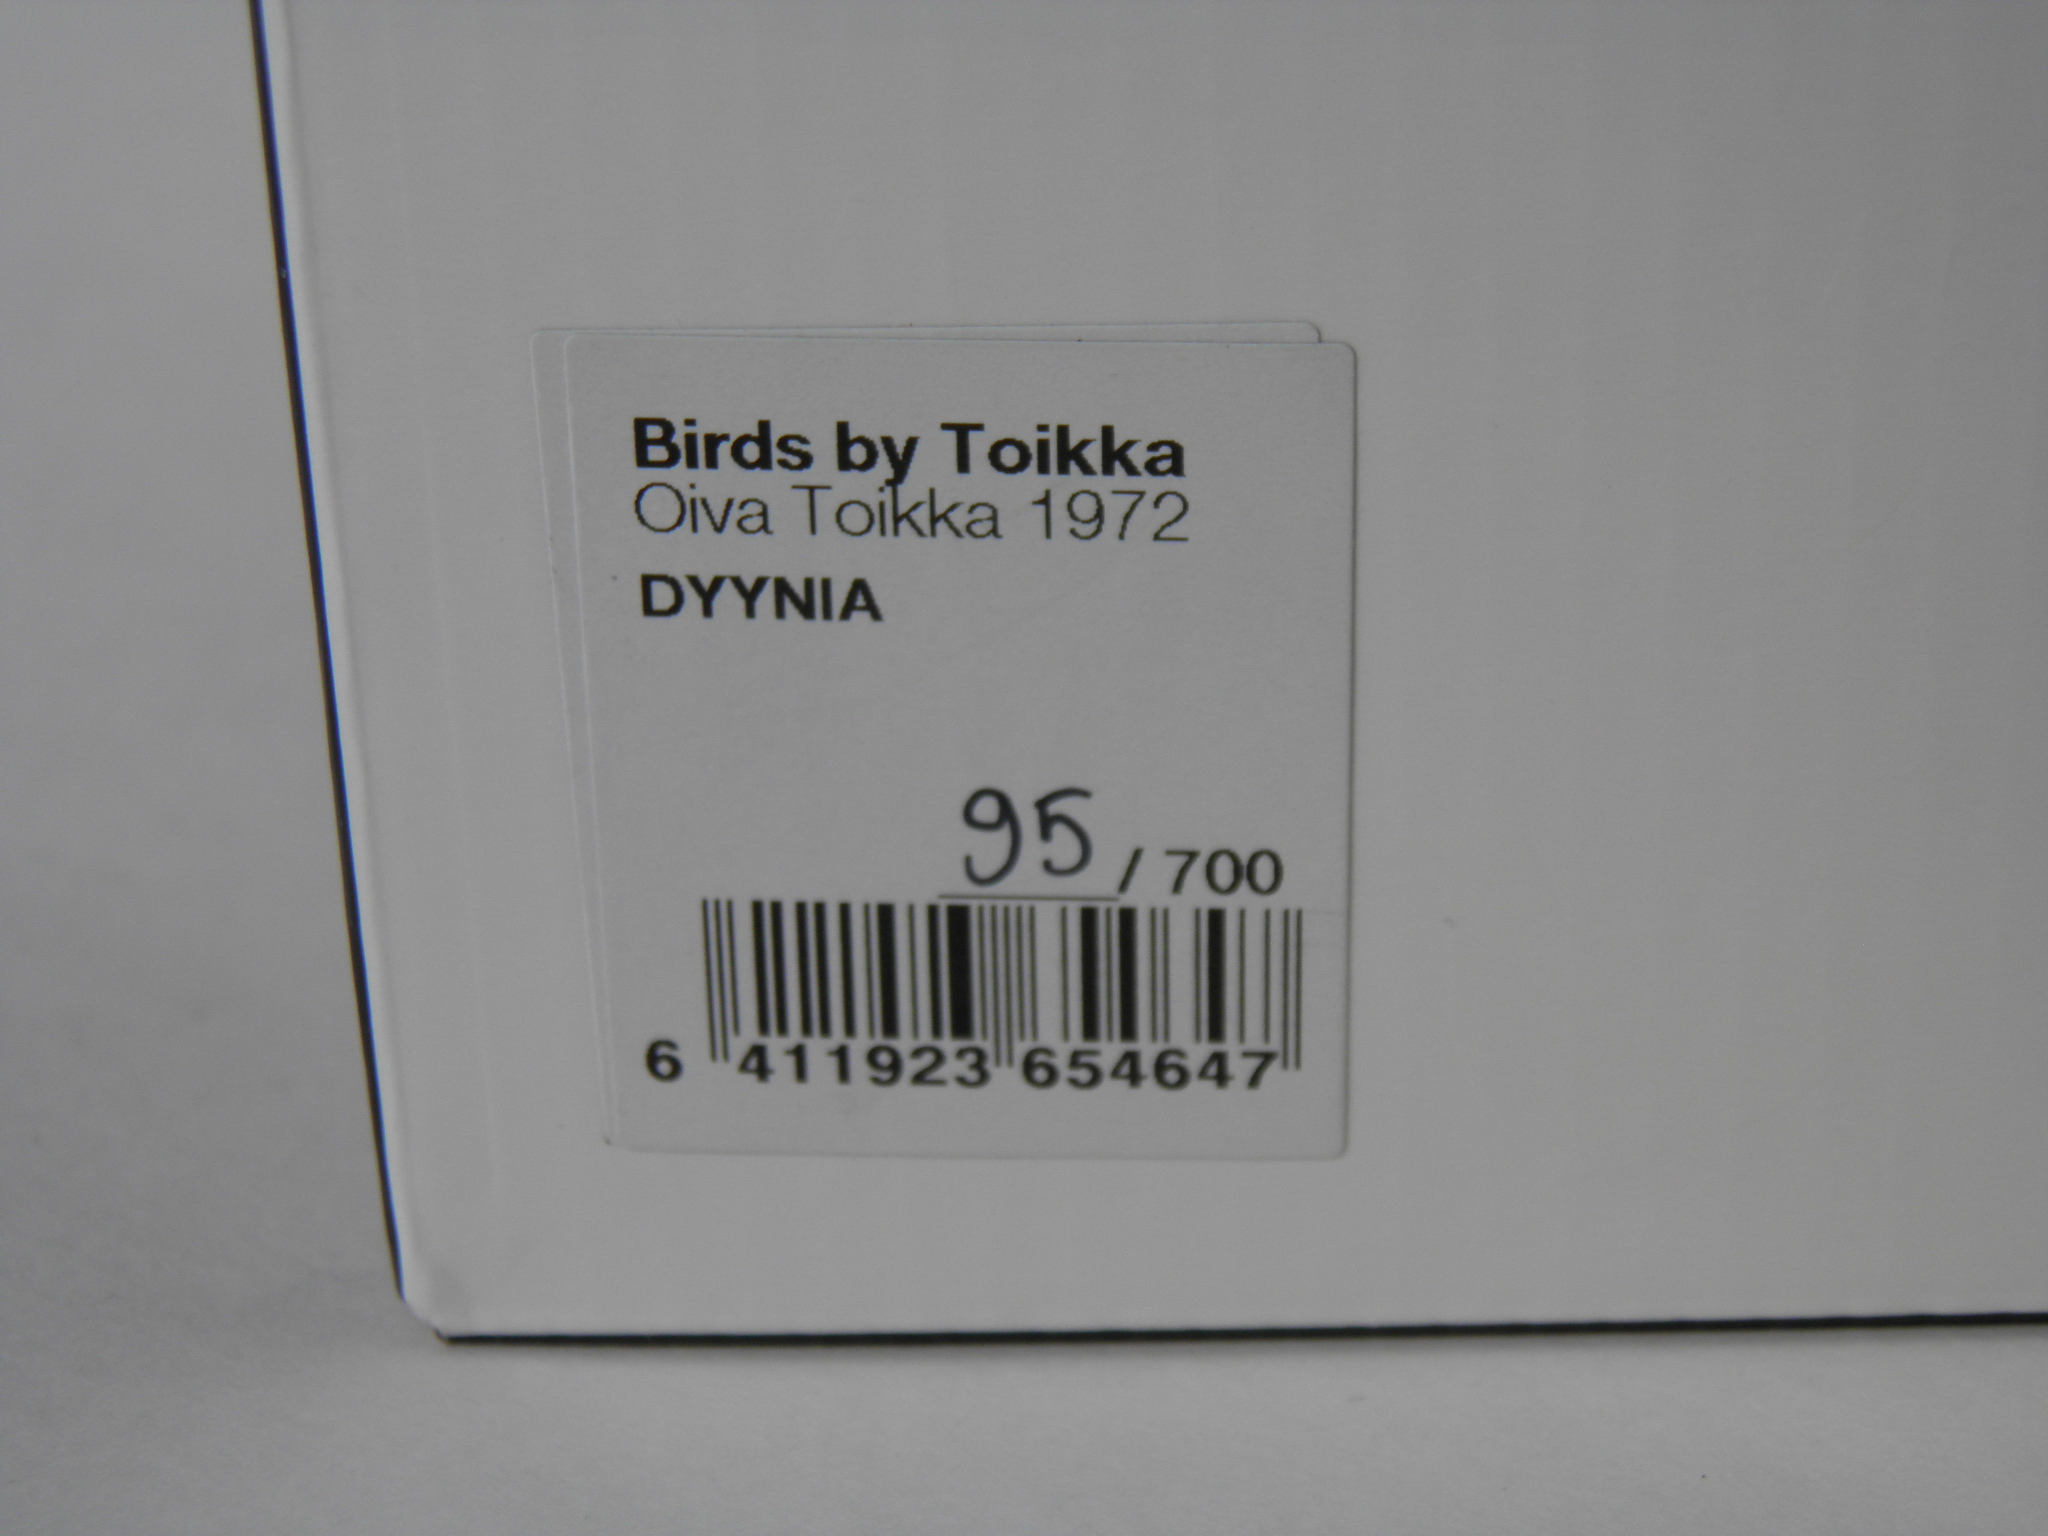 Birds by Toikka
Oiva Toikka 1972
DYYNIA
95 / 700
6 411923 654647